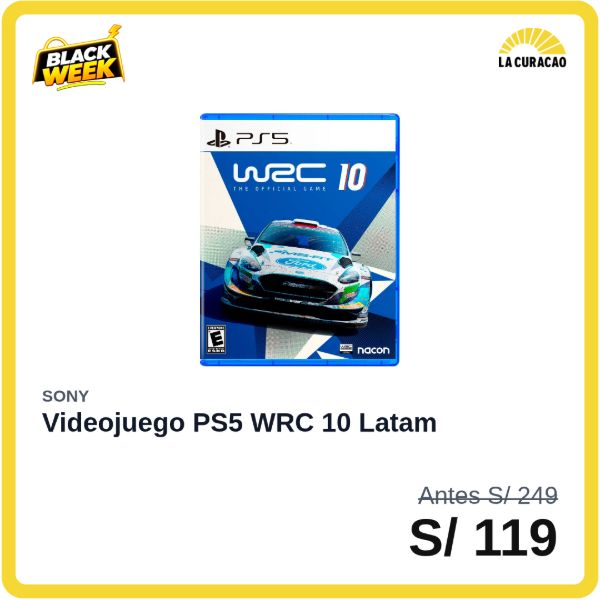 BLACK
WEEK
LA CURACAO
PS5
WRC 10
THE OFFICIAL GAME
Ford
E
nacon
SONY
Videojuego PS5 WRC 10 Latam
Antes S/ 249
S/ 119